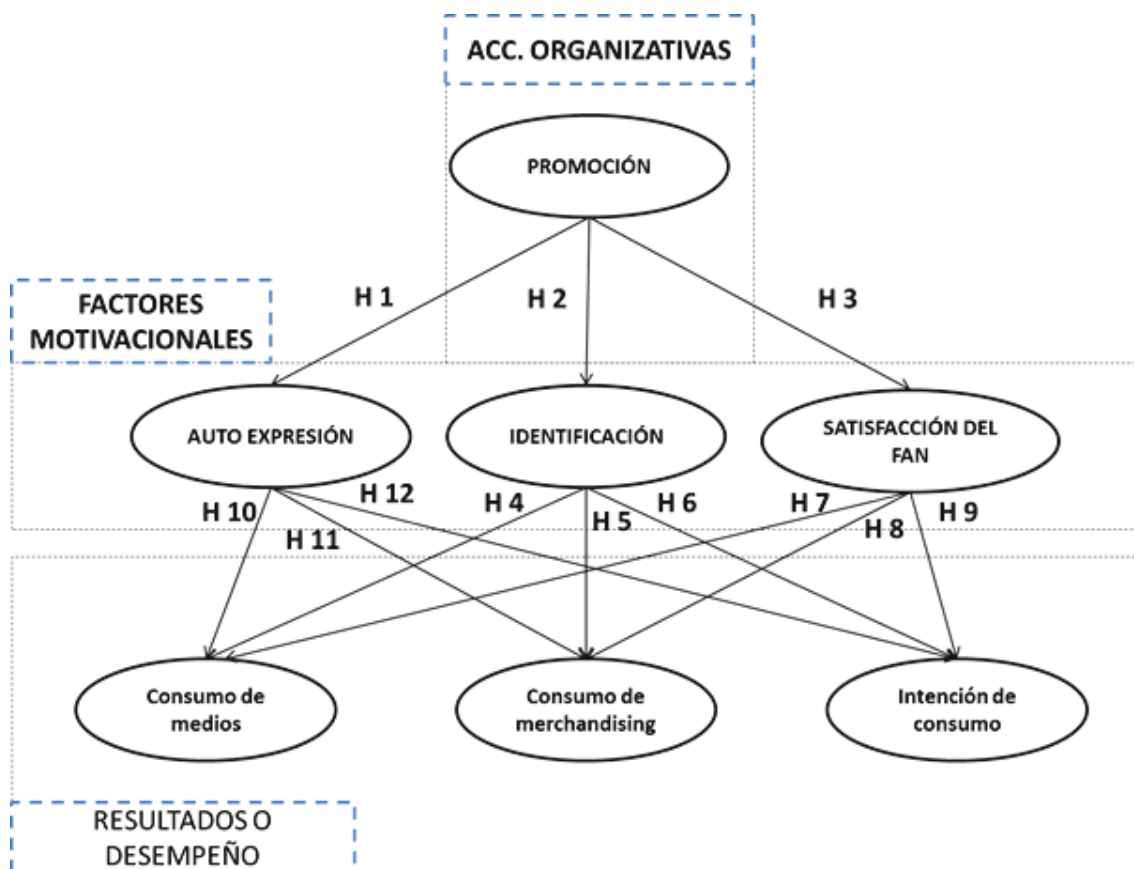 ACC. ORGANIZATIVAS
PROMOCIÓN
H 1
H 2
H 3
FACTORES
MOTIVACIONALES
AUTO EXPRESIÓN
IDENTIFICACIÓN
SATISFACCIÓN DEL
FAN
H 10
H 12
H 11
H 4
H 5
H 6
H 7
H 8
H 9
Consumo de
medios
Consumo de
merchandising
Intención de
consumo
RESULTADOS O
DESEMPEÑO